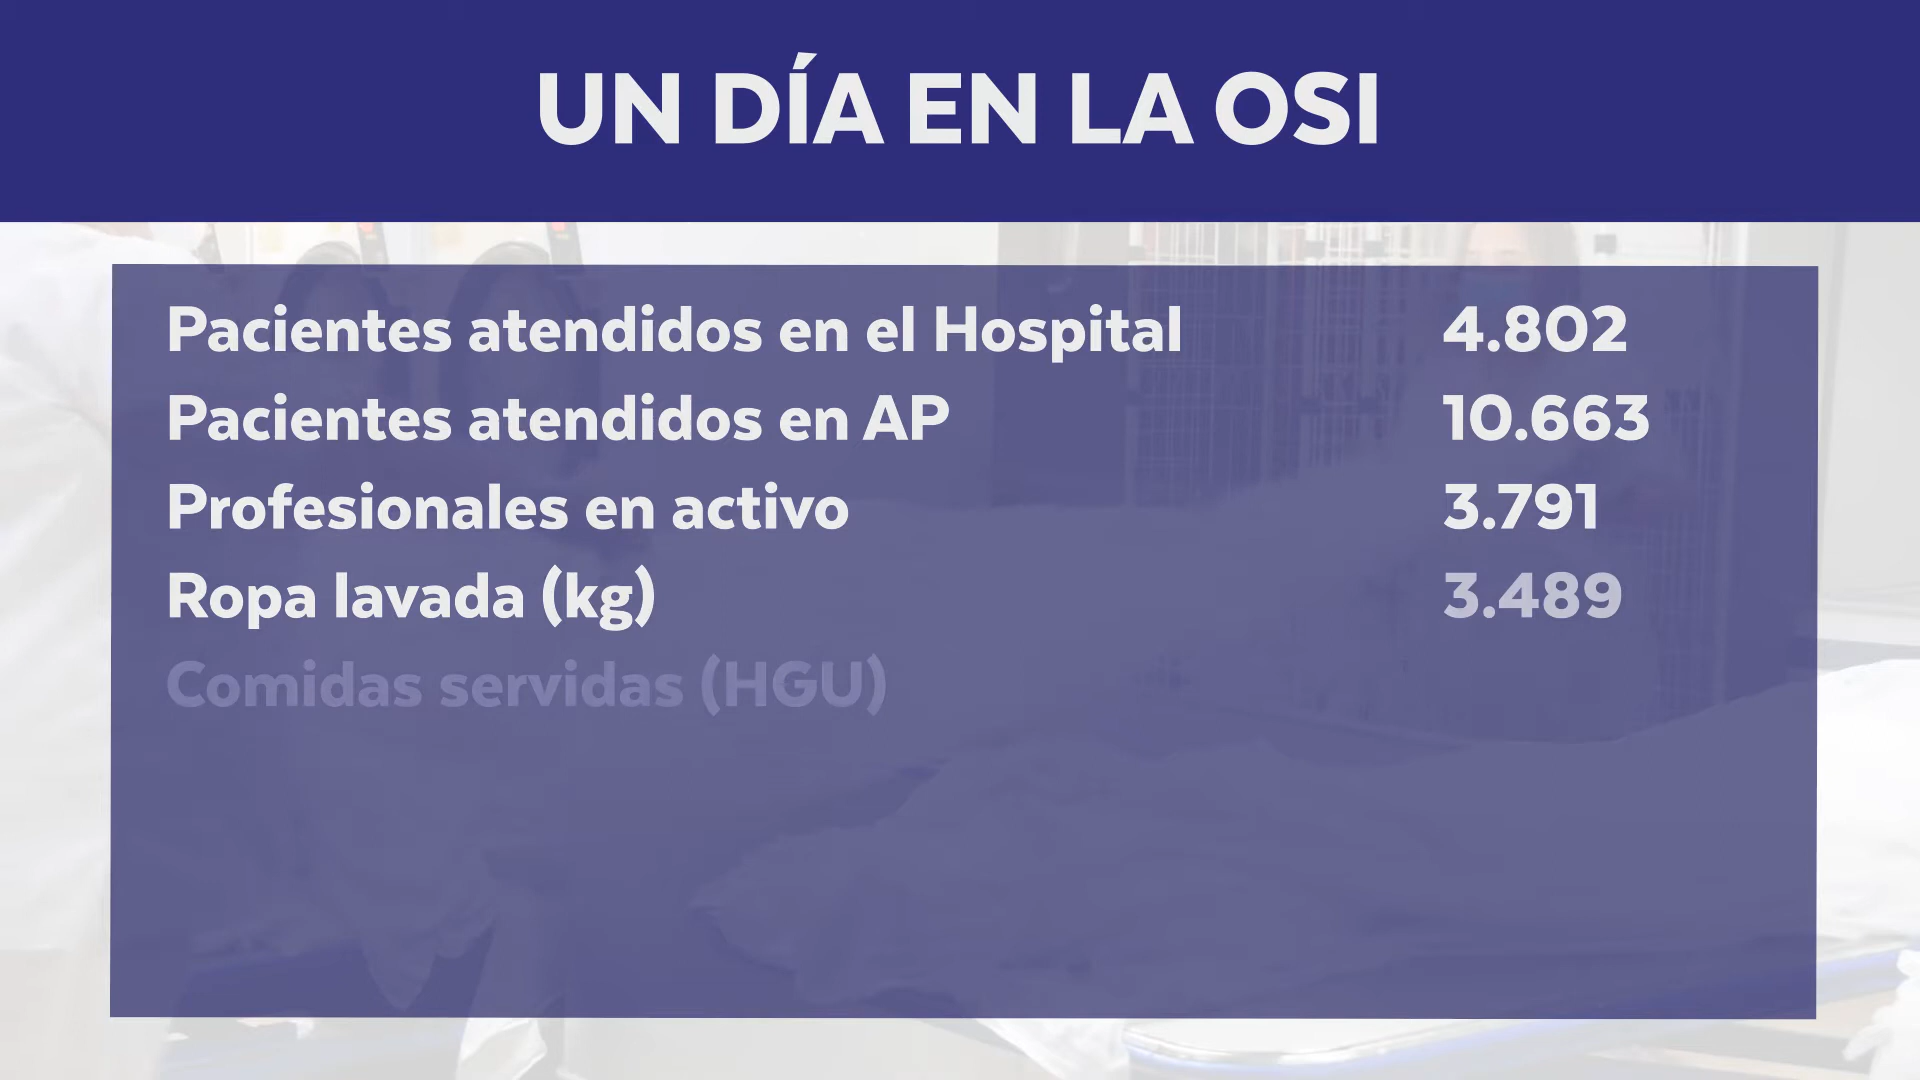 UN DÍA EN LA OSI
Pacientes atendidos en el Hospital 4.802
Pacientes atendidos en AP 10.663
Profesionales en activo 3.791
Ropa lavada (kg) 3.489
Comidas servidas (HGU)